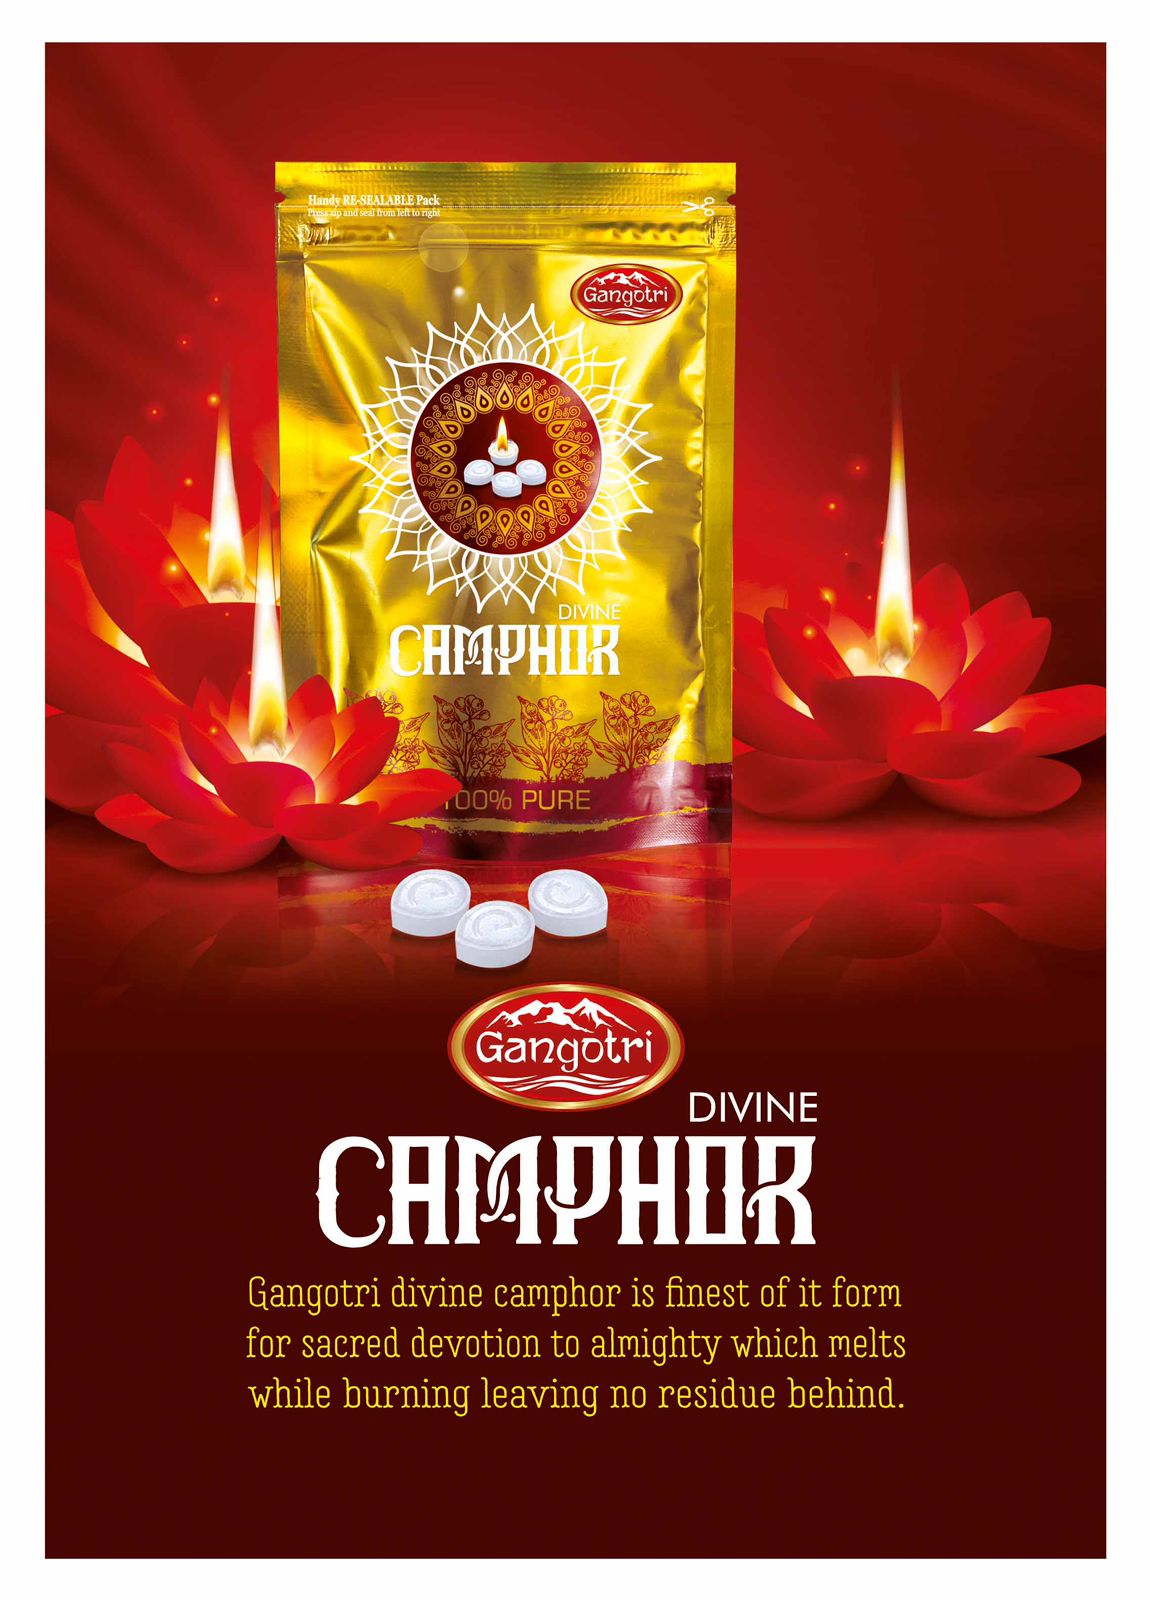 Handy RE-SEALABLE Pack
Press zip and seal from left to right
Gangotri
DIVINE
CAMPHOR
100% PURE
Gangotri
DIVINE
CAMPHOR
Gangotri divine camphor is finest of it form
for sacred devotion to almighty which melts
while burning leaving no residue behind.